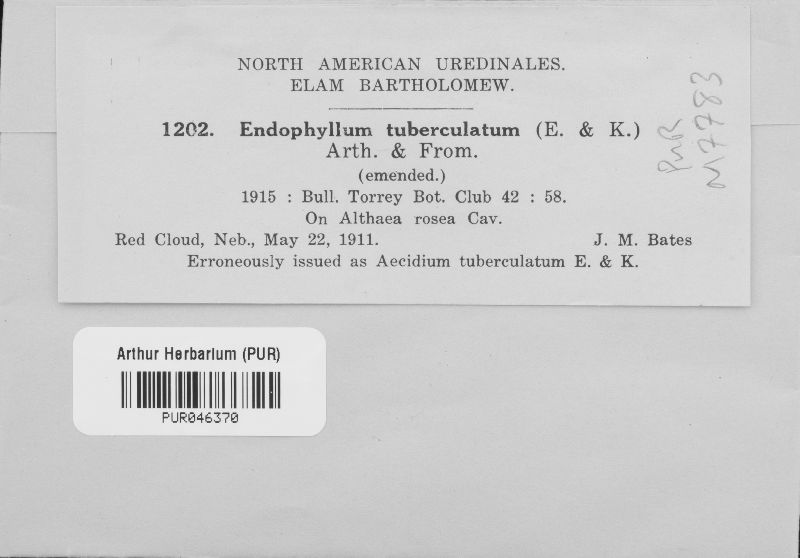 NORTH AMERICAN UREDINALES.
ELAM BARTHOLOMEW.
1202. Endophyllum tuberculatum (E. & K.)
Arth. & From.
(emended.)
1915 : Bull. Torrey Bot. Club 42 : 58.
On Althaea rosea Cav.
Red Cloud, Neb., May 22, 1911. J. M. Bates
Erroneously issued as Aecidium tuberculatum E. & K.
PUR
N7783
Arthur Herbarium (PUR)
PUR046370